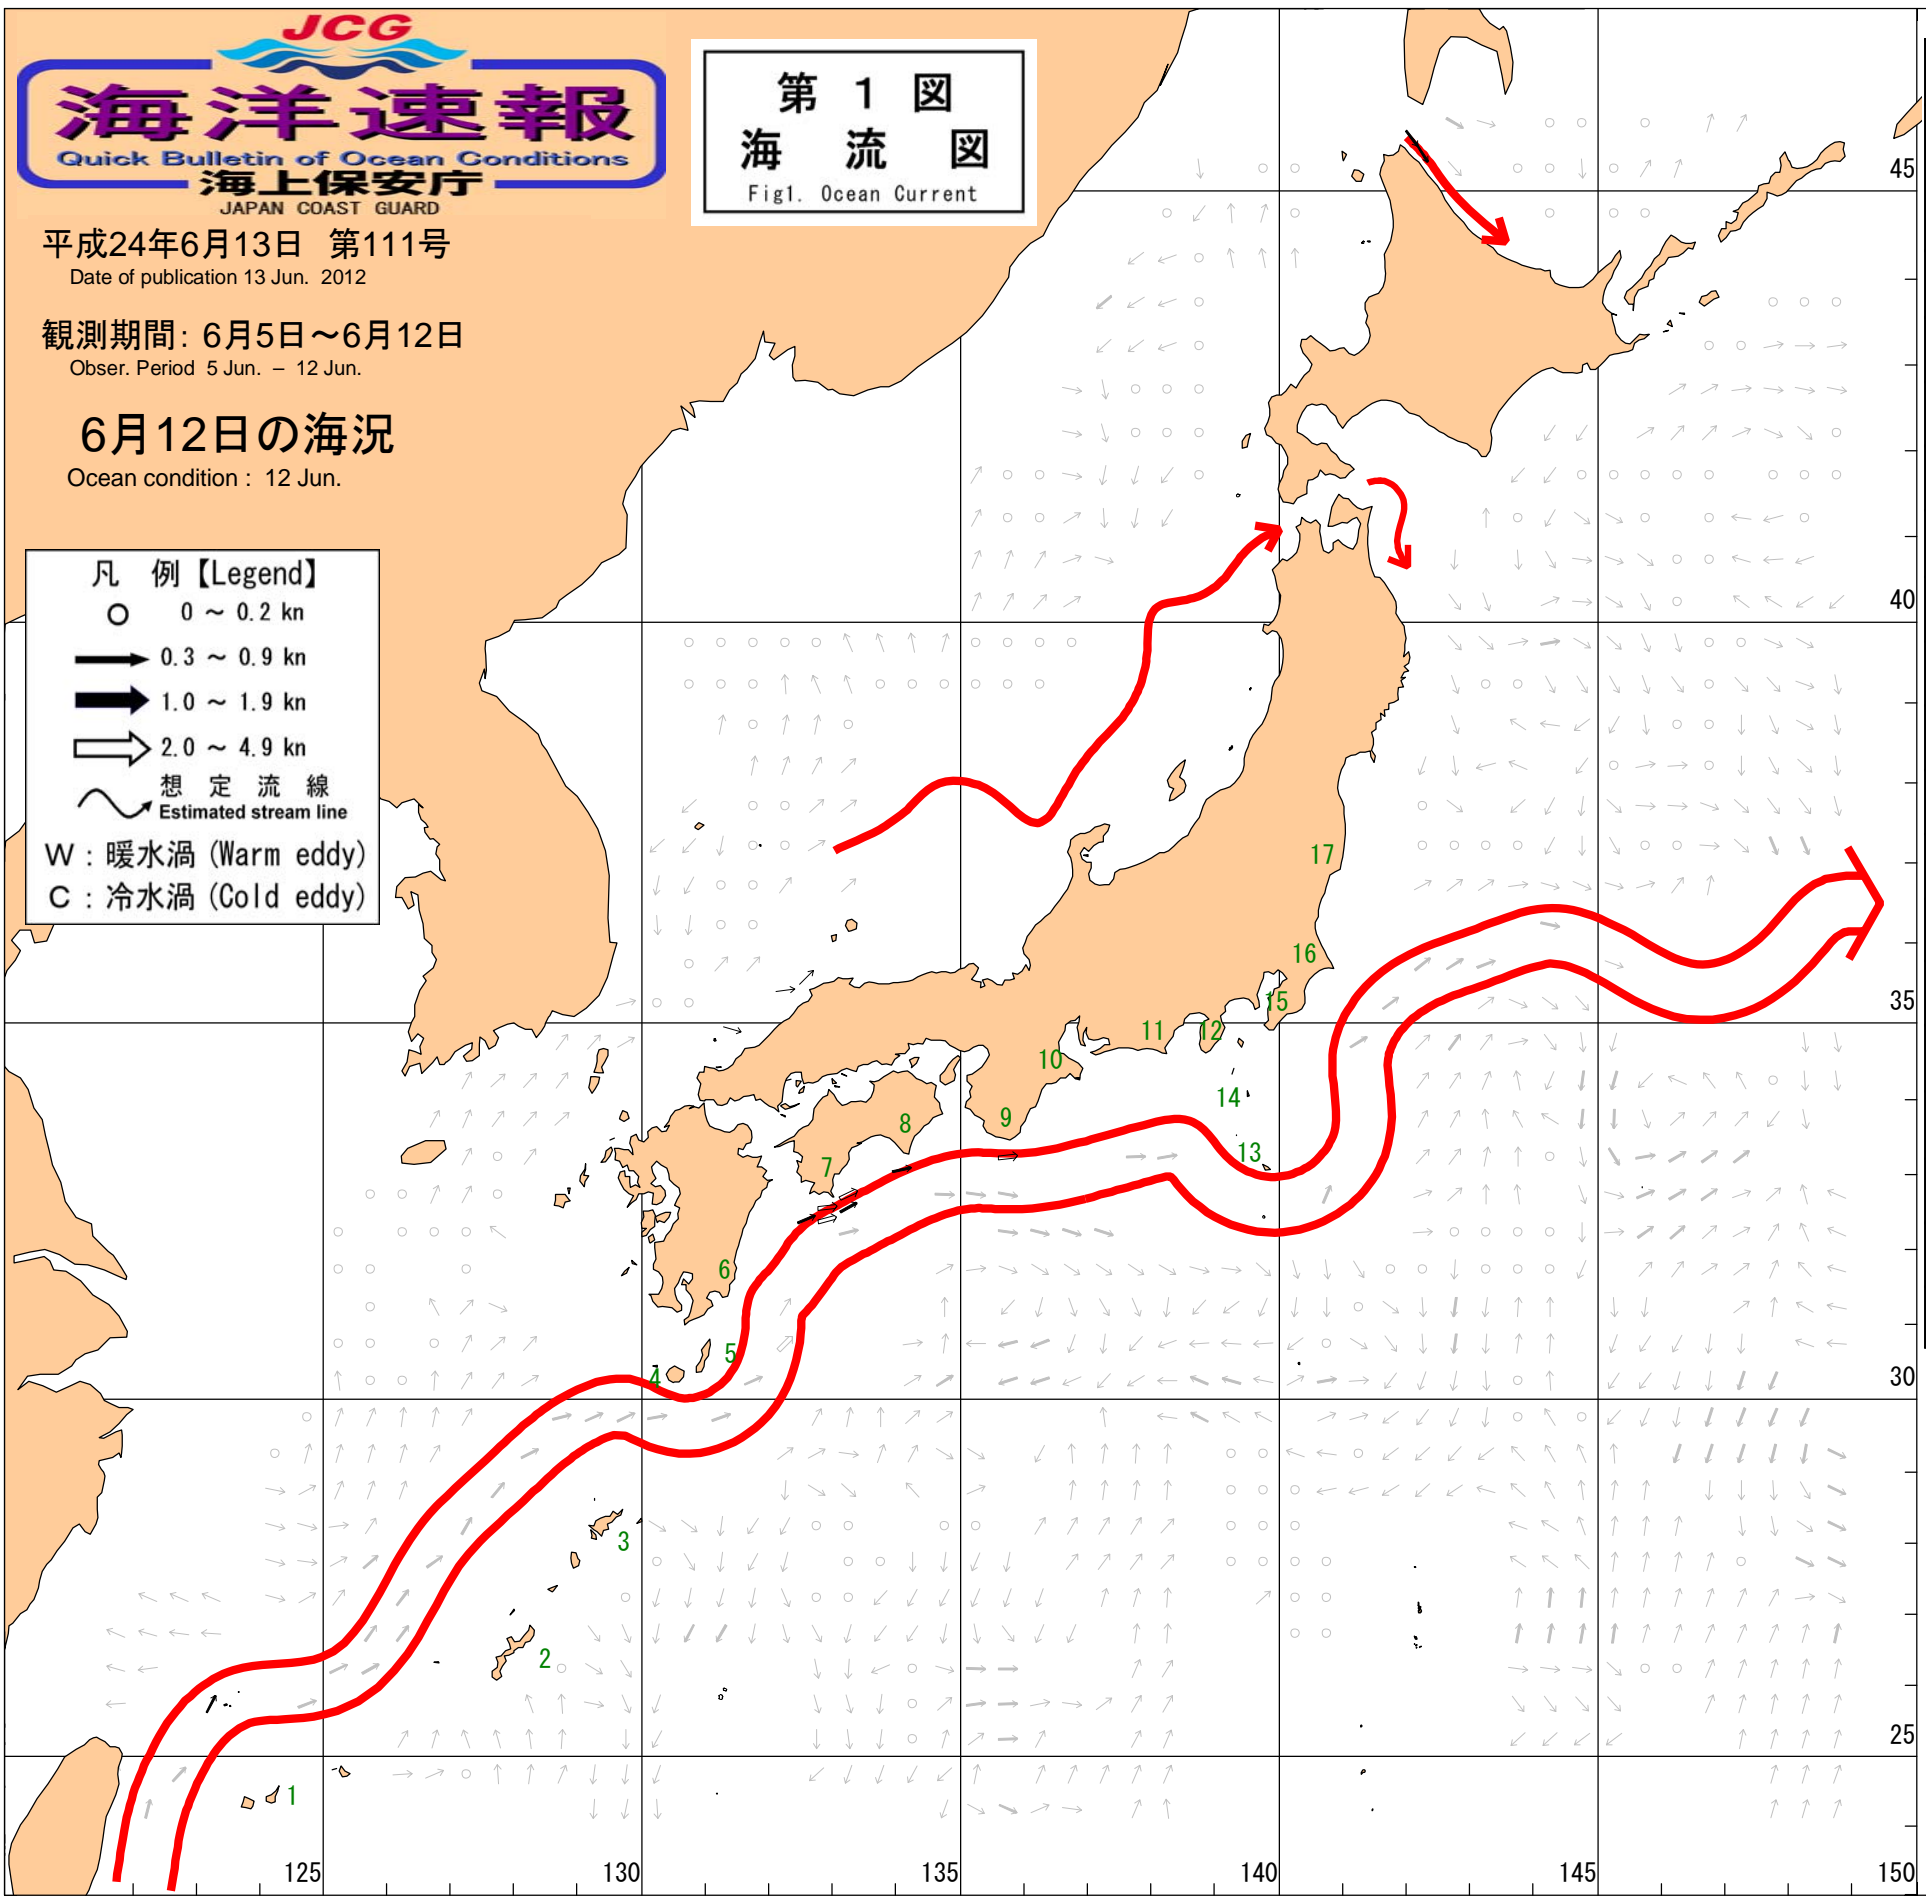 JCG
海洋速報
Quick Bulletin of Ocean Conditions
海上保安庁
JAPAN COAST GUARD
平成24年6月13日 第111号
Date of publication 13 Jun. 2012
観測期間: 6月5日～6月12日
Obser. Period 5 Jun. – 12 Jun.
6月12日の海況
Ocean condition : 12 Jun.
第 1 図
海 流 図
Fig1. Ocean Current
凡 例【Legend】
0 ～ 0.2 kn
0.3 ～ 0.9 kn
1.0 ～ 1.9 kn
2.0 ～ 4.9 kn
想 定 流 線
Estimated stream line
W : 暖水渦 (Warm eddy)
C : 冷水渦 (Cold eddy)
45
40
35
30
25
17
16
15
12
11
10
14
9
8
13
7
6
5
4
3
2
1
125
130
135
140
145
150